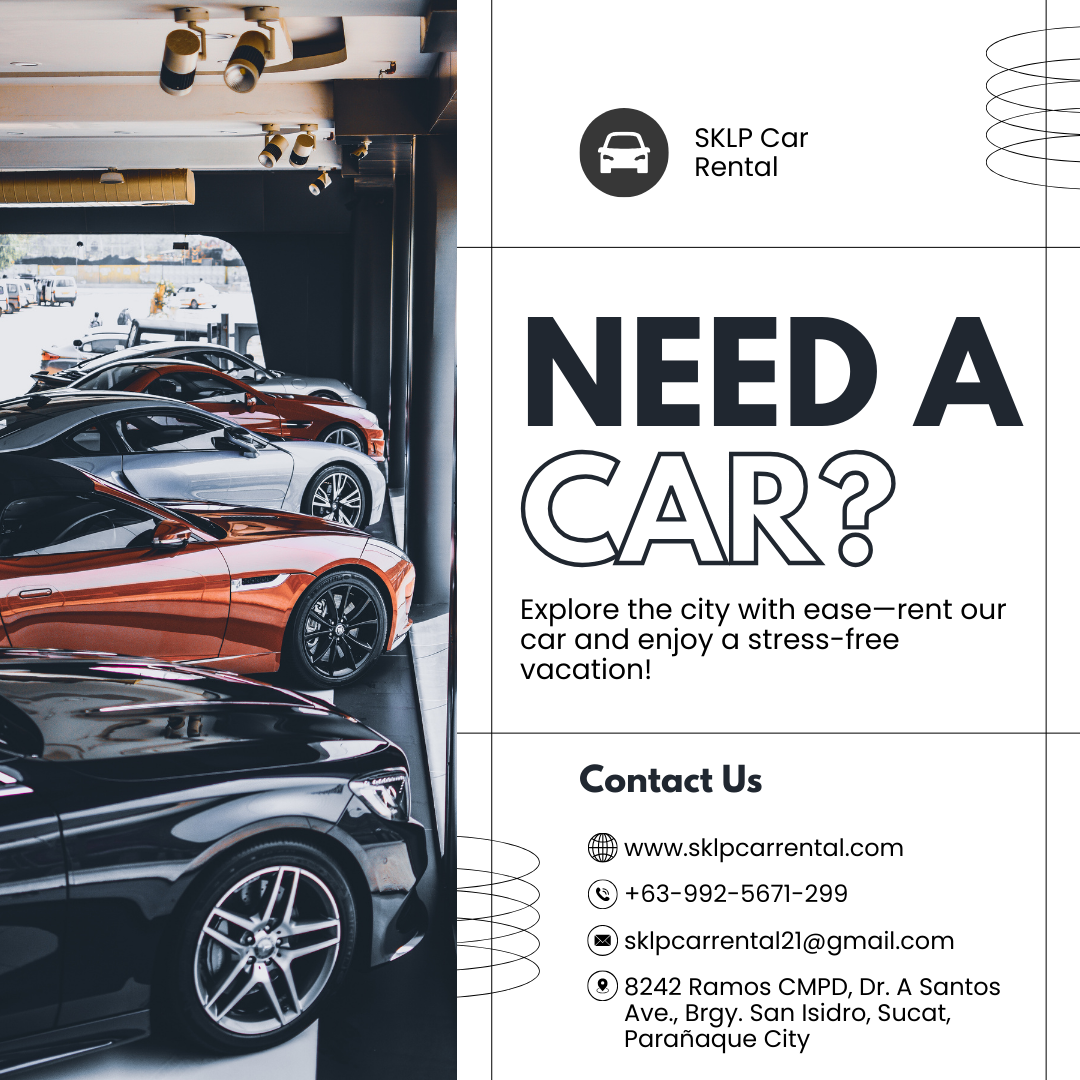 SKLP Car
Rental
NEED A
CAR?
Explore the city with ease—rent our
car and enjoy a stress-free
vacation!
Contact Us
www.sklpcarrental.com
+63-992-5671-299
sklpcarrental21@gmail.com
8242 Ramos CMPD, Dr. A Santos
Ave., Brgy. San Isidro, Sucat,
Parañaque City